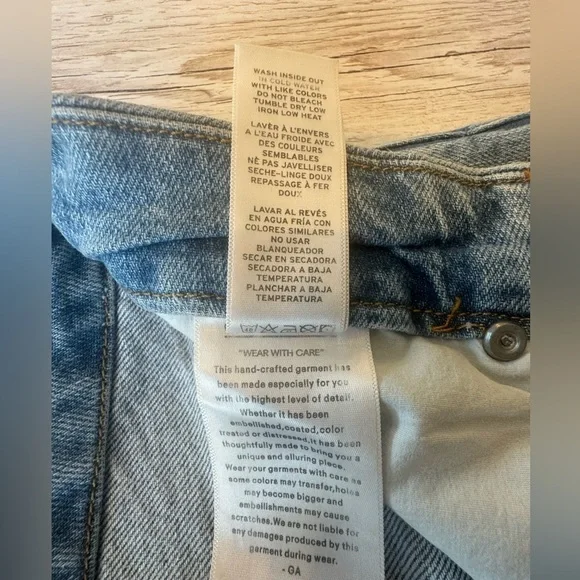 WASH INSIDE OUT
IN COLD WATER
WITH LIKE COLORS
DO NOT BLEACH
TUMBLE DRY LOW
IRON LOW HEAT
LAVÈR À L'ENVERS
A L'EAU FROIDE AVEC
DES COULEURS
SEMBLABLES
NÈ PAS JAVELLISER
SECHE-LINGE DOUX
REPASSAGE À FER
DOU%
LAVAR AL REVÉS
EN AGUA FRÍA CON
COLORES SIMILARES
NO USAR
BLANQUEADOR
SECAR EN SECADORA
SECADORA A BAJA
TEMPERATURA
PLANCHAR A BAJA
TEMPERATURA
"WEAR WITH CARE"
This hand-crafted garment has
been made especially for you
with the highest level of detail.
Whether it has been
embellished,coated,color
treated or distressed,it has been
thoughtfully made to bring you a
unique and alluring piece.
Wear your garments with care as
some colors may transfer,holes
may become bigger and
embellishments may cause
scratches.We are not liable for
any damages produced by this
garment during wear.
- GA